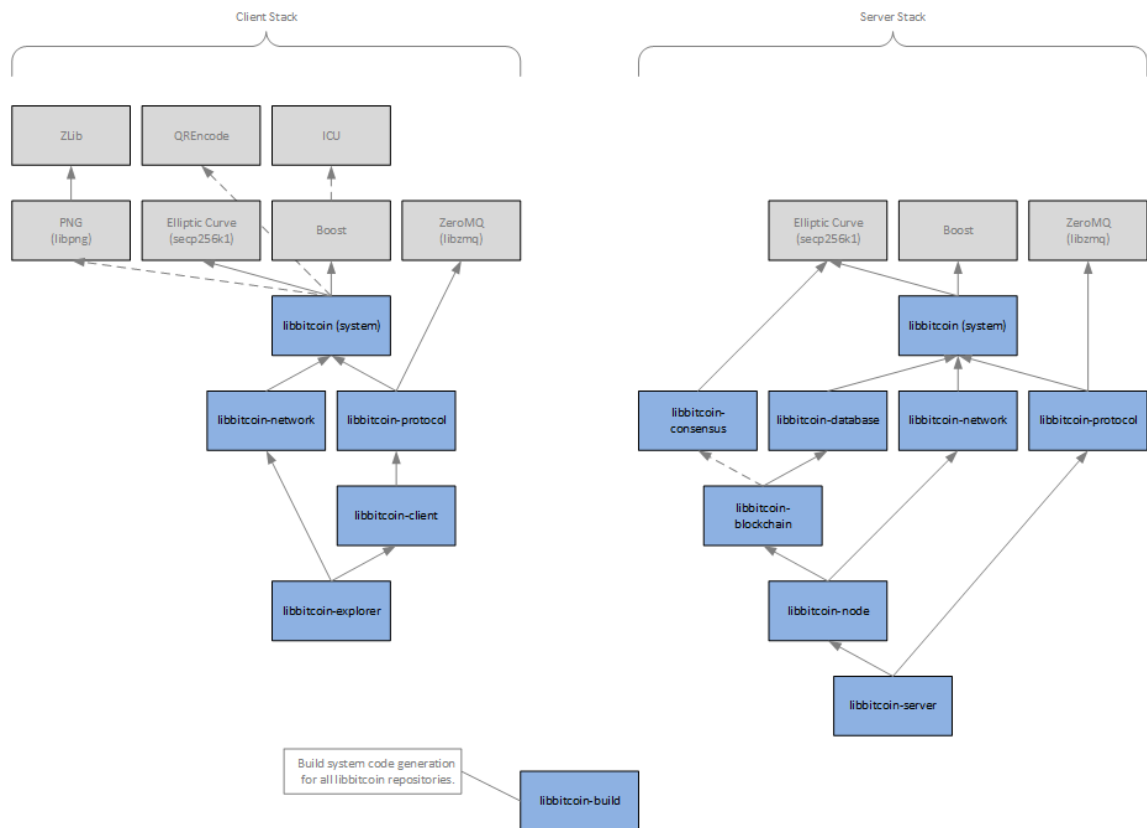 Client Stack
Server Stack
ZLib
QREncode
ICU
PNG
(libpng)
Elliptic Curve
(secp256k1)
Boost
ZeroMQ
(libzmq)
Elliptic Curve
(secp256k1)
Boost
ZeroMQ
(libzmq)
libbitcoin (system)
libbitcoin (system)
libbitcoin-network
libbitcoin-protocol
libbitcoin-
consensus
libbitcoin-database
libbitcoin-network
libbitcoin-protocol
libbitcoin-client
libbitcoin-
blockchain
libbitcoin-explorer
libbitcoin-node
libbitcoin-server
Build system code generation
for all libbitcoin repositories.
libbitcoin-build